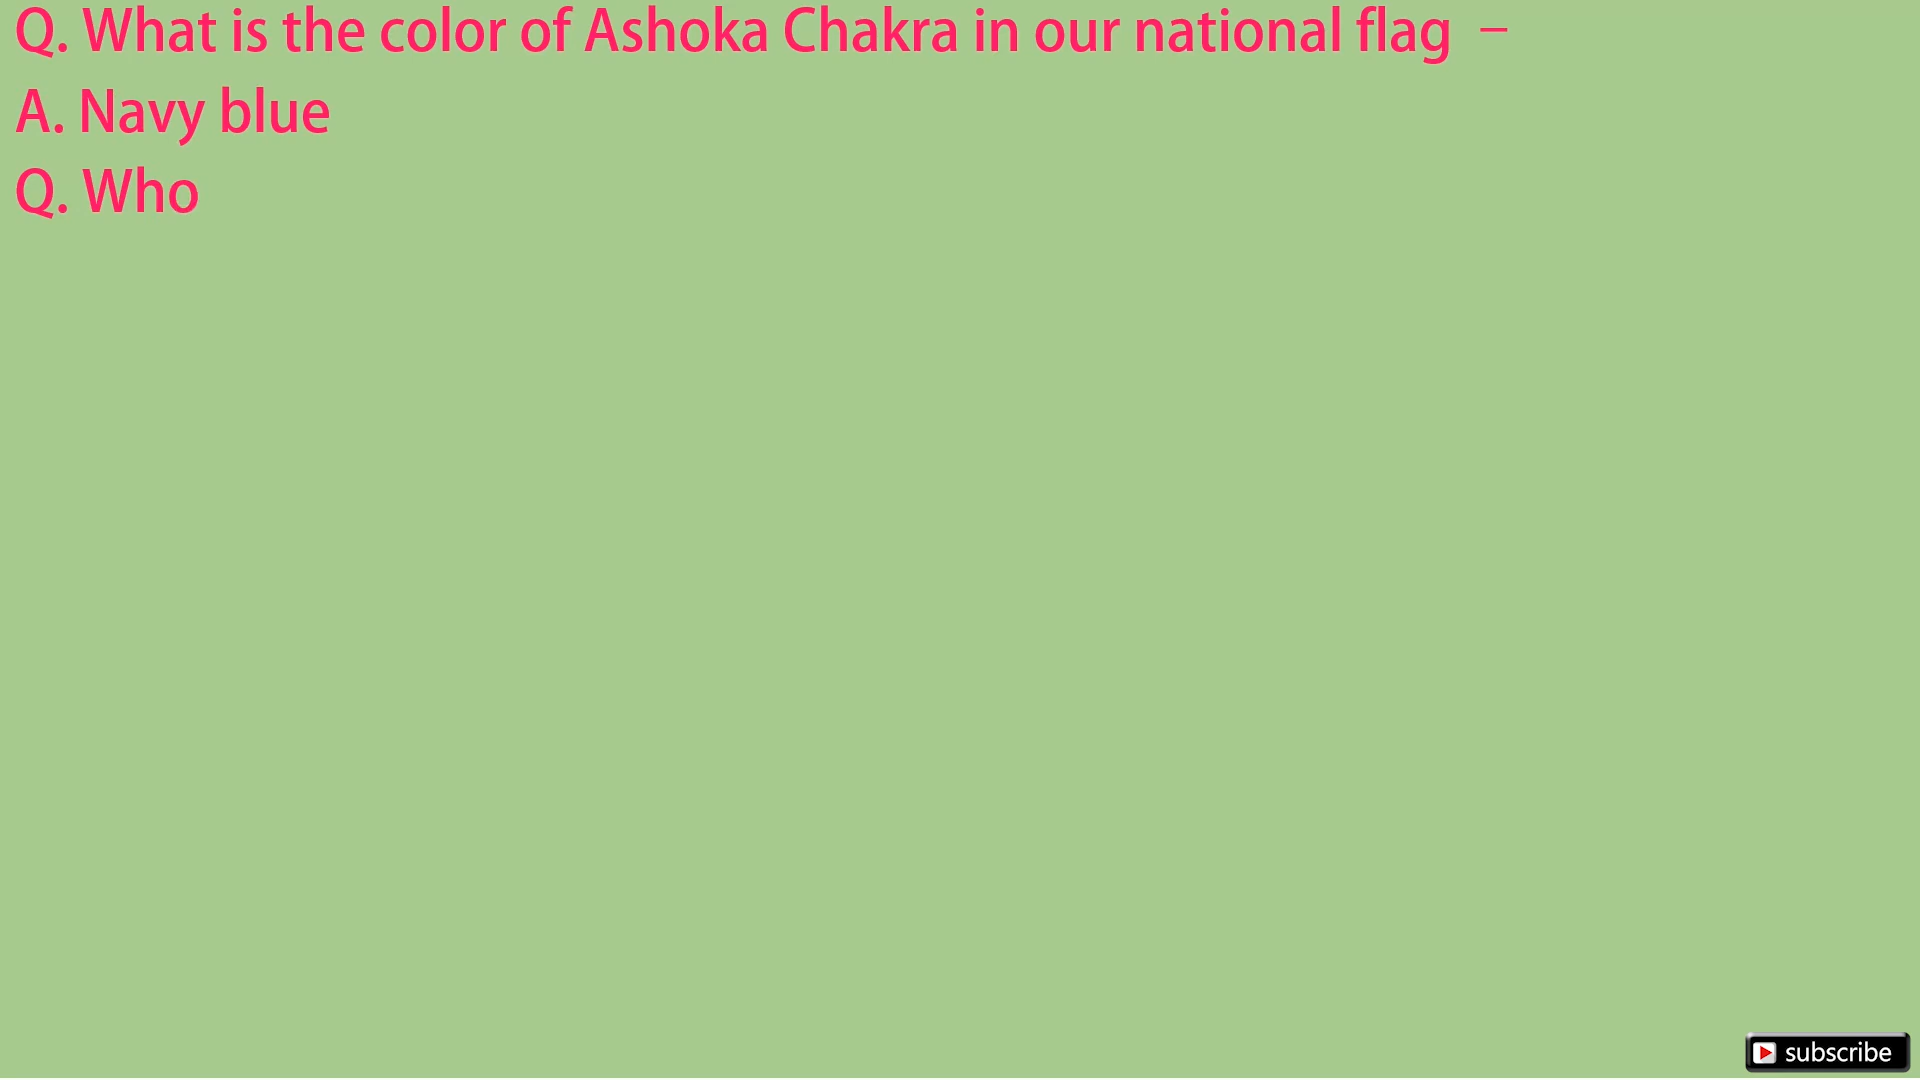 Q. What is the color of Ashoka Chakra in our national flag –
A. Navy blue
Q. Who
subscribe